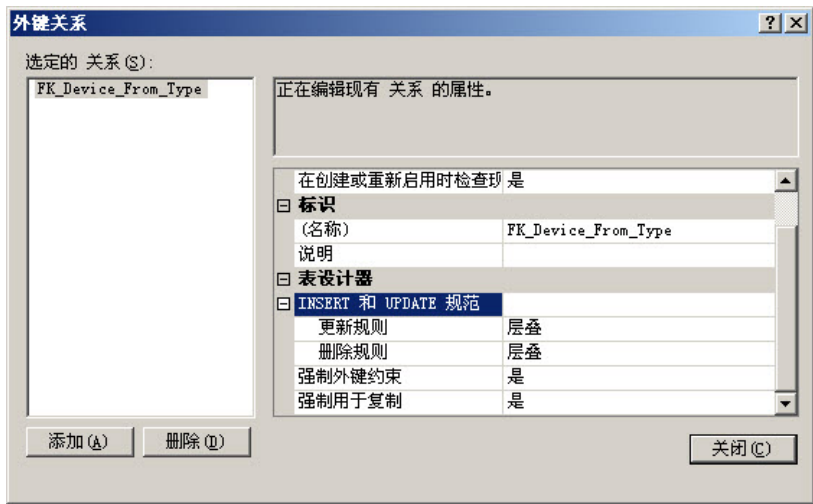 外键关系
选定的 关系(S):
FK_Device_From_Type
正在编辑现有 关系 的属性。
在创建或重新启用时检查现 是
标识
(名称) FK_Device_From_Type
说明
表设计器
INSERT 和 UPDATE 规范
更新规则 层叠
删除规则 层叠
强制外键约束 是
强制用于复制 是
添加(A) 删除(D)
关闭(C)